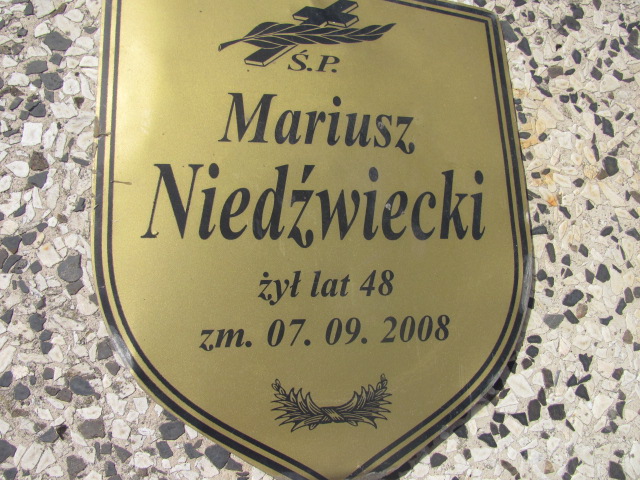 Ś.P.
Mariusz
Niedźwiecki
żył lat 48
zm. 07. 09. 2008